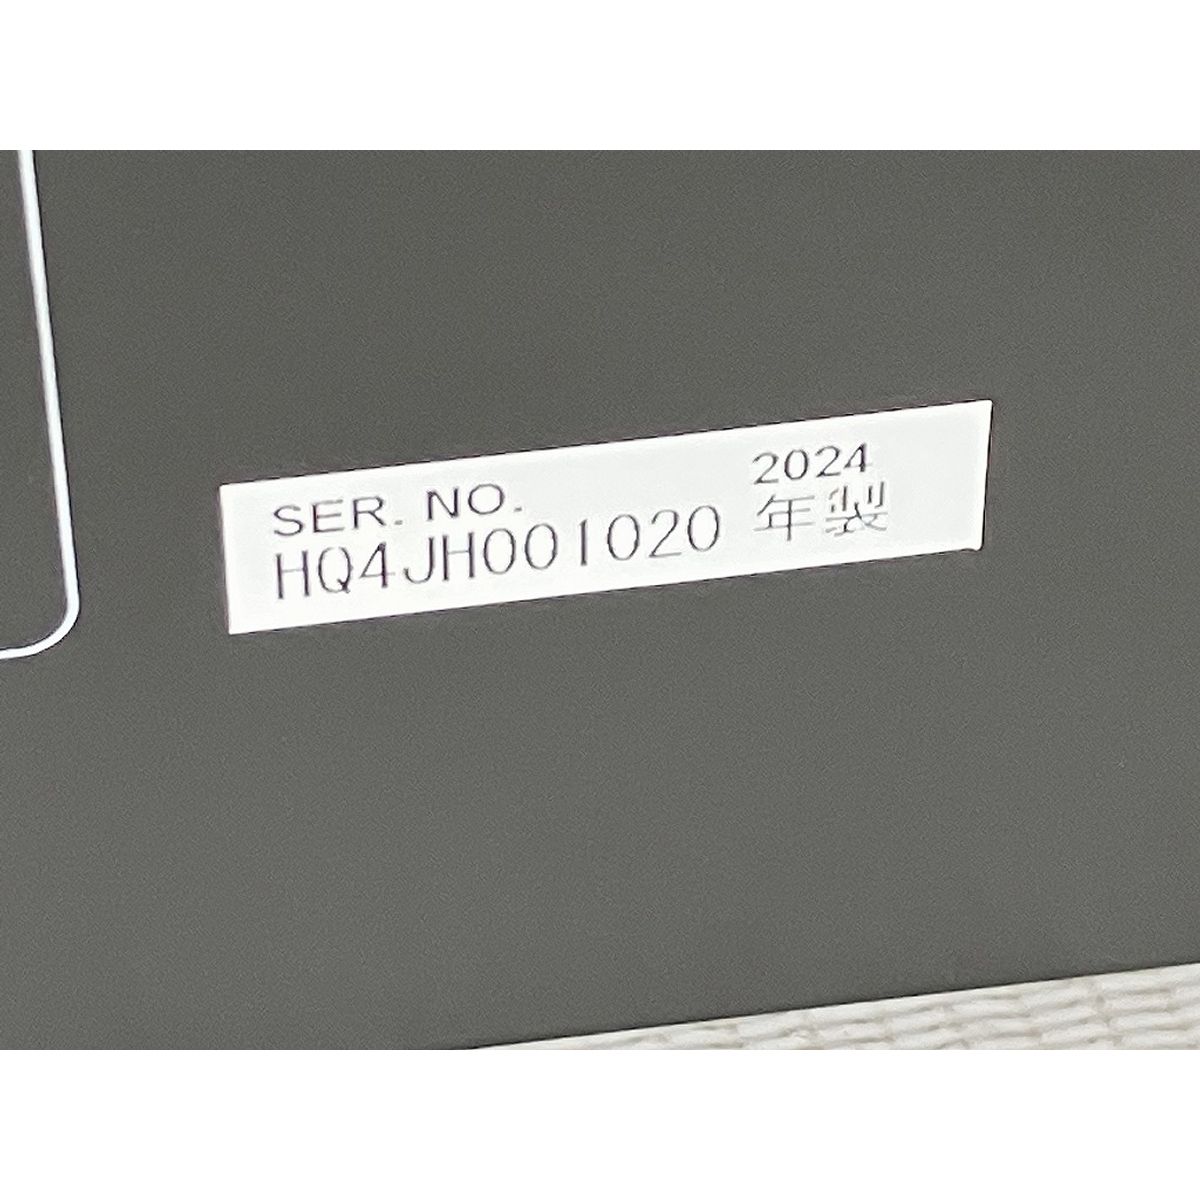 SER. NO.
HQ4JH001020
2024
年製